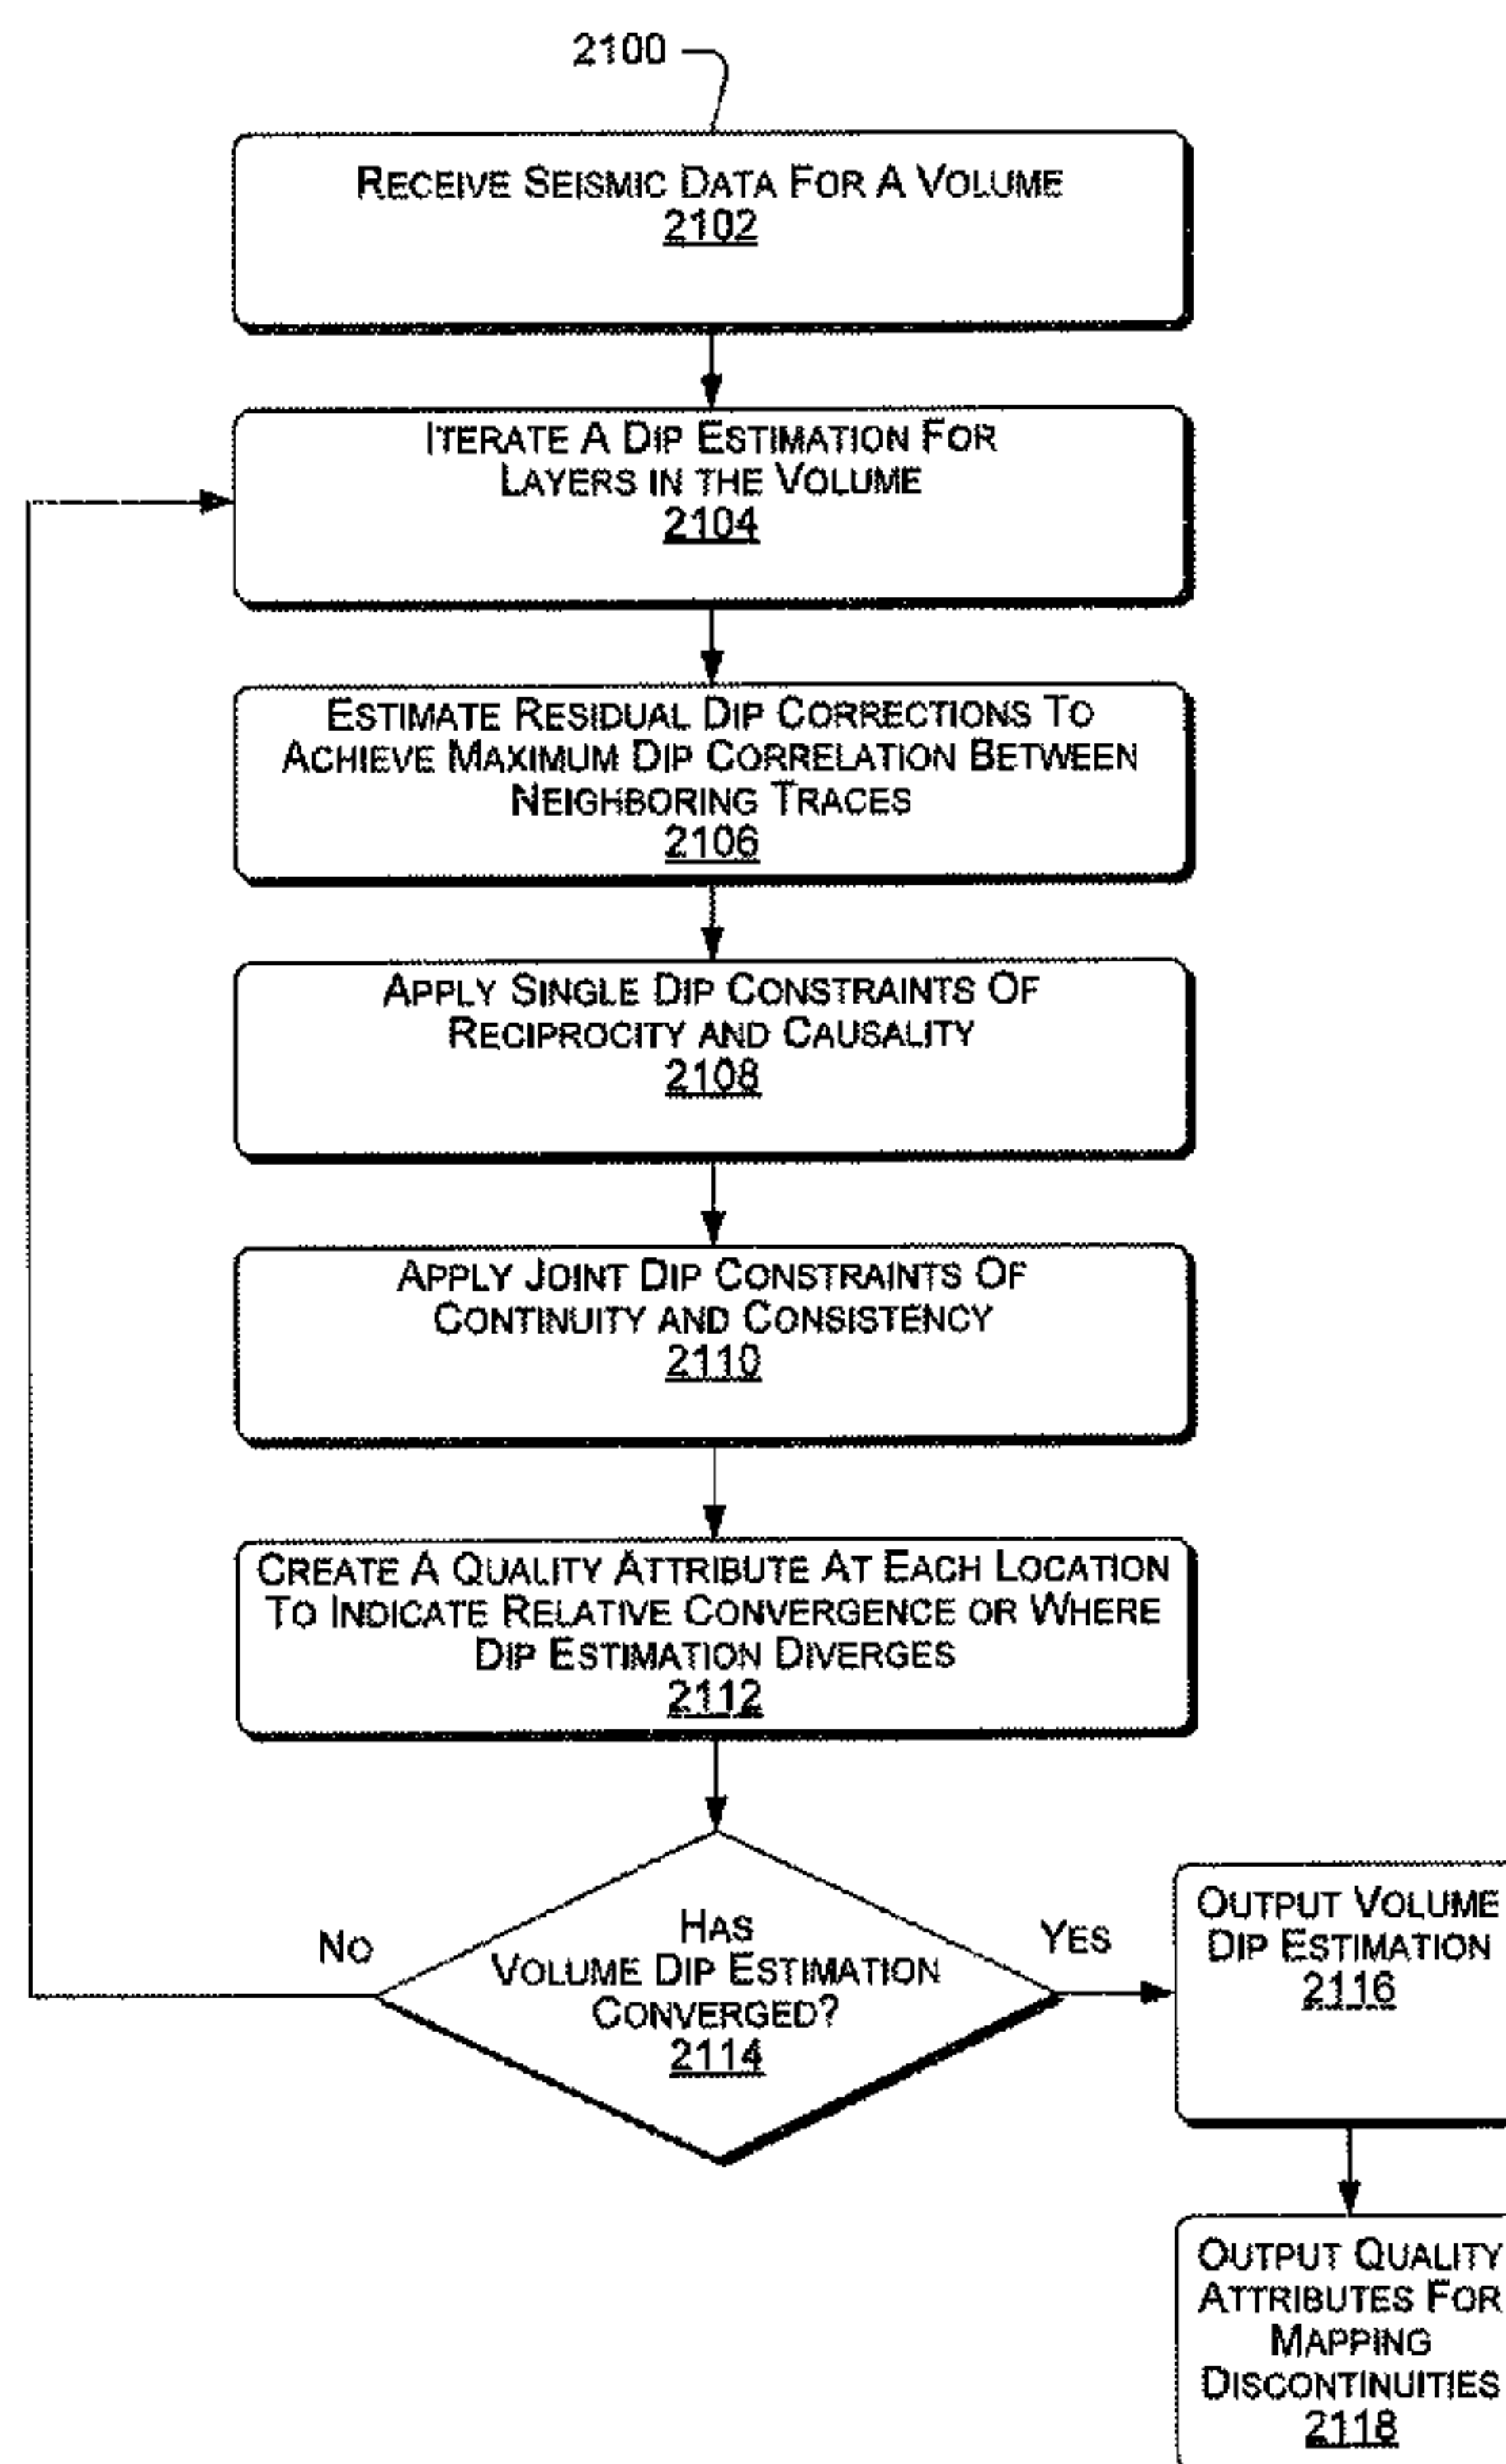 2100
RECEIVE SEISMIC DATA FOR A VOLUME
2102
ITERATE A DIP ESTIMATION FOR
LAYERS IN THE VOLUME
2104
ESTIMATE RESIDUAL DIP CORRECTIONS TO
ACHIEVE MAXIMUM DIP CORRELATION BETWEEN
NEIGHBORING TRACES
2106
APPLY SINGLE DIP CONSTRAINTS OF
RECIPROCITY AND CAUSALITY
2108
APPLY JOINT DIP CONSTRAINTS OF
CONTINUITY AND CONSISTENCY
2110
CREATE A QUALITY ATTRIBUTE AT EACH LOCATION
TO INDICATE RELATIVE CONVERGENCE OR WHERE
DIP ESTIMATION DIVERGES
2112
HAS
VOLUME DIP ESTIMATION
CONVERGED?
2114
NO
YES
OUTPUT VOLUME
DIP ESTIMATION
2116
OUTPUT QUALITY
ATTRIBUTES FOR
MAPPING
DISCONTINUITIES
2118